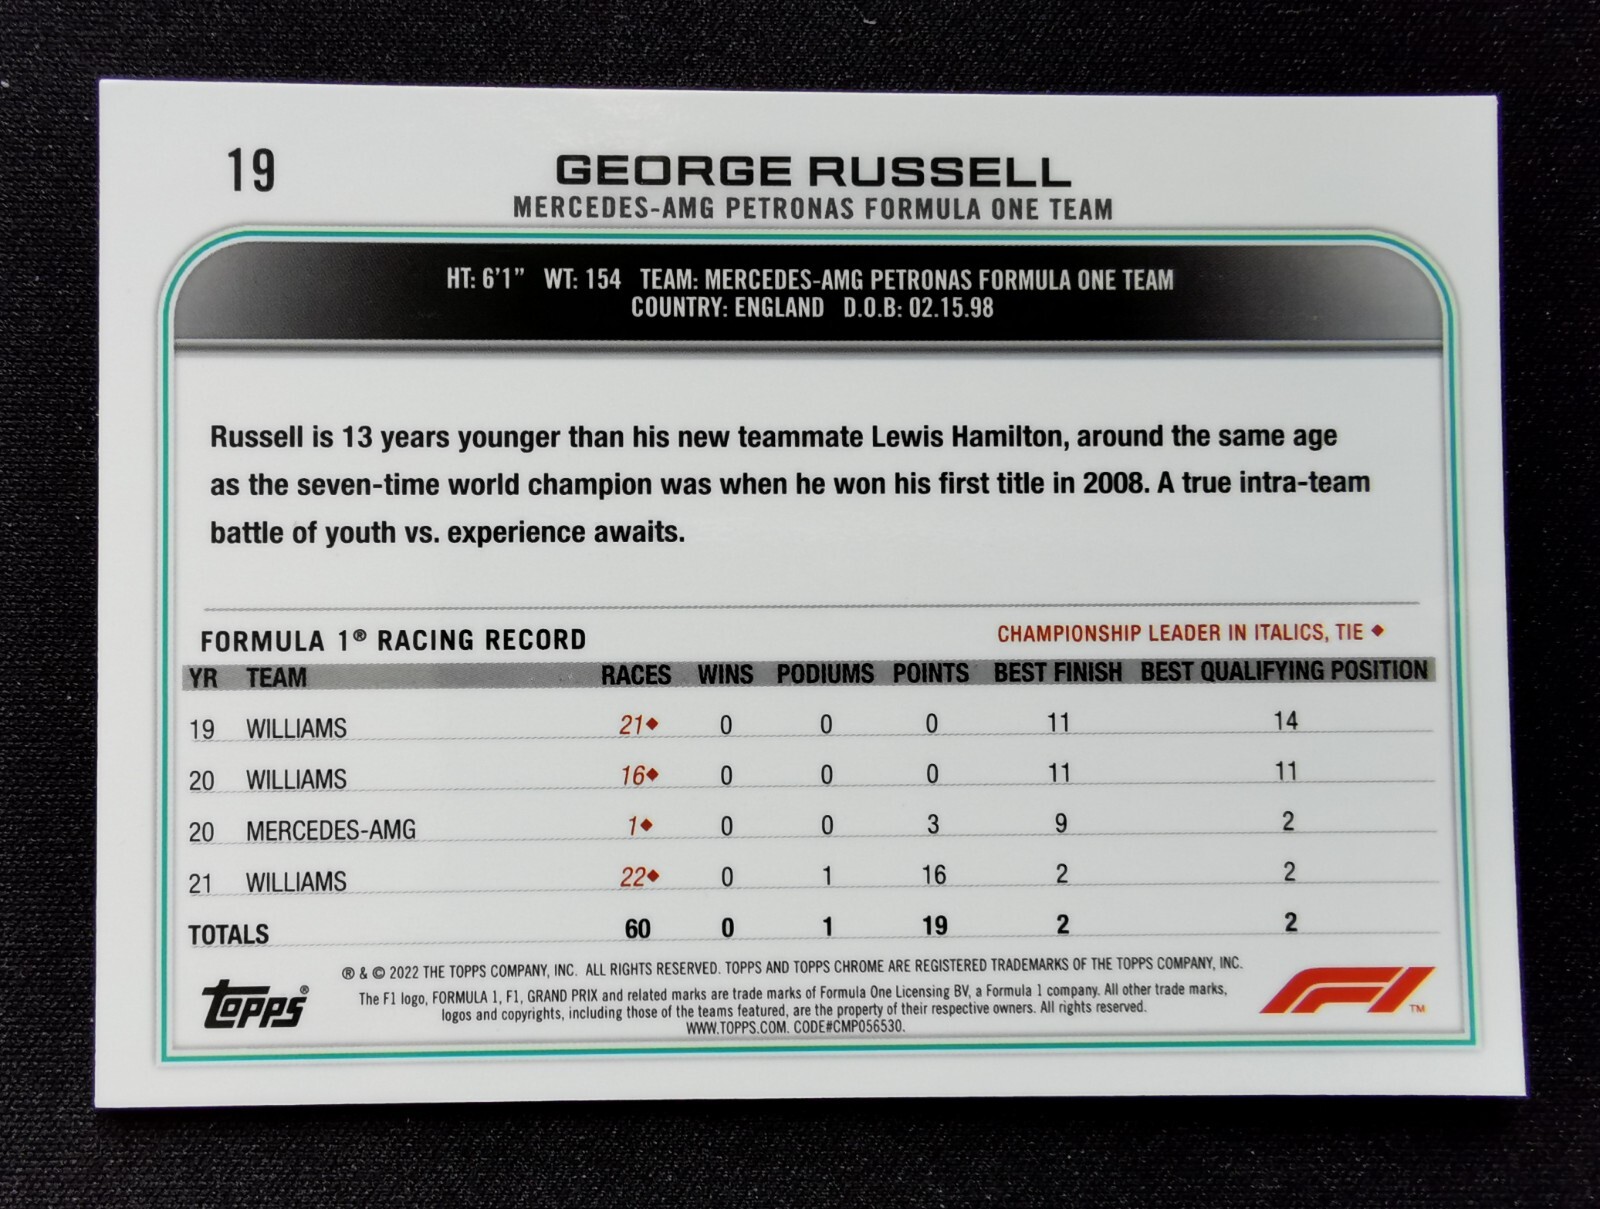 19
GEORGE RUSSELL
MERCEDES-AMG PETRONAS FORMULA ONE TEAM
HT: 6'1" WT: 154 TEAM: MERCEDES-AMG PETRONAS FORMULA ONE TEAM
COUNTRY: ENGLAND D.O.B: 02.15.98
Russell is 13 years younger than his new teammate Lewis Hamilton, around the same age
as the seven-time world champion was when he won his first title in 2008. A true intra-team
battle of youth vs. experience awaits.
FORMULA 1® RACING RECORD CHAMPIONSHIP LEADER IN ITALICS, TIE ♦
YR TEAM RACES WINS PODIUMS POINTS BEST FINISH BEST QUALIFYING POSITION
19 WILLIAMS 21♦ 0 0 0 11 14
20 WILLIAMS 16♦ 0 0 0 11 11
20 MERCEDES-AMG 1♦ 0 0 3 9 2
21 WILLIAMS 22♦ 0 1 16 2 2
TOTALS 60 0 1 19 2 2
® & © 2022 THE TOPPS COMPANY, INC. ALL RIGHTS RESERVED. TOPPS AND TOPPS CHROME ARE REGISTERED TRADEMARKS OF THE TOPPS COMPANY, INC.
The F1 logo, FORMULA 1, F1, GRAND PRIX and related marks are trade marks of Formula One Licensing BV, a Formula 1 company. All other trade marks,
logos and copyrights, including those of the teams featured, are the property of their respective owners. All rights reserved.
WWW.TOPPS.COM. CODE#CMP056530.
topps®
F1™